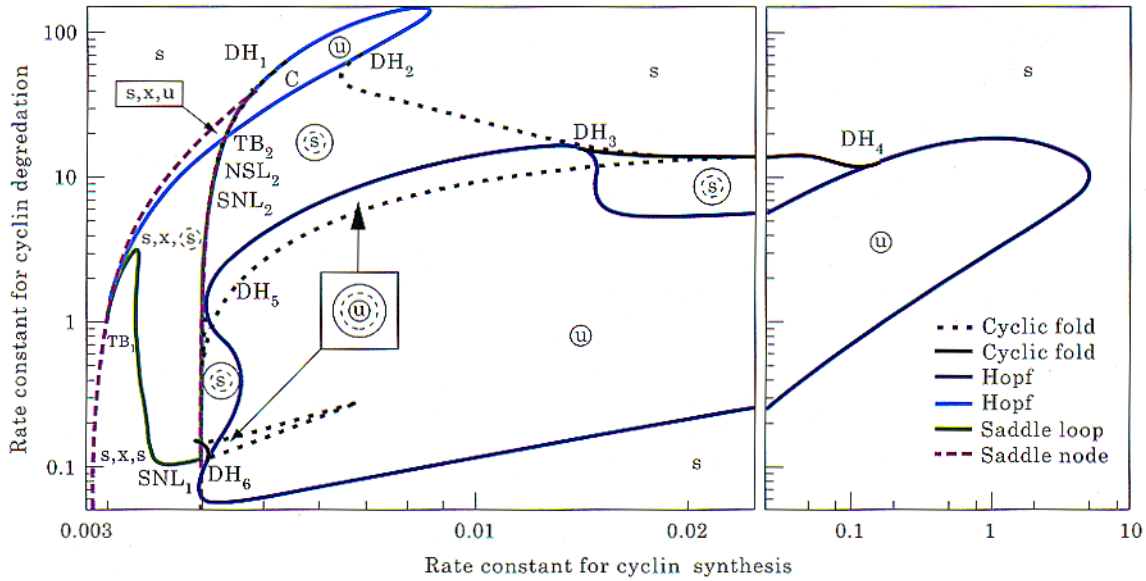 100
10
1
0.1
Rate constant for cyclin degredation
s
s,x,u
DH1
u
C
DH2
s
s
DH3
DH4
TB2
NSL2
SNL2
s
s
s,x,s
u
DH5
u
TB1
u
s
s,x,s
SNL1
DH6
s
Cyclic fold
Cyclic fold
Hopf
Hopf
Saddle loop
Saddle node
0.003
0.01
0.02
0.1
1
10
Rate constant for cyclin synthesis